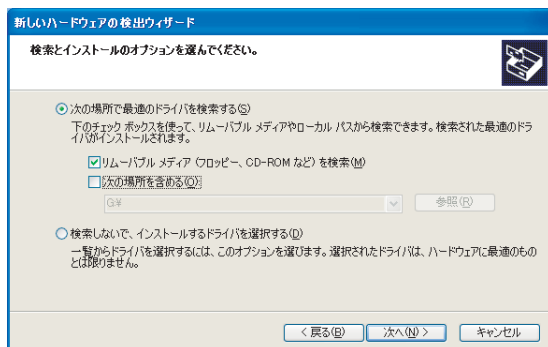 新しいハードウェアの検出ウィザード
検索とインストールのオプションを選んでください。
次の場所で最適のドライバを検索する(S)
下のチェック ボックスを使って、リムーバブル メディアやローカル パスから検索できます。検索された最適のドラ
イバがインストールされます。
リムーバブル メディア (フロッピー、CD-ROM など) を検索(M)
次の場所を含める(O):
G:¥
参照(R)
検索しないで、インストールするドライバを選択する(D)
一覧からドライバを選択するには、このオプションを選びます。選択されたドライバは、ハードウェアに最適のもの
とは限りません。
< 戻る(B)
次へ(N) >
キャンセル